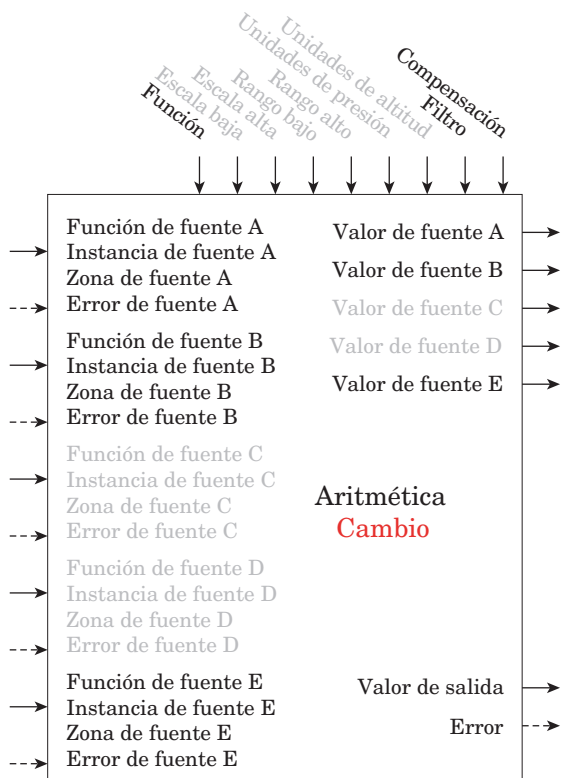 Función
Escala baja
Escala alta
Rango bajo
Rango alto
Unidades de presión
Unidades de altitud
Filtro
Compensación
Función de fuente A
Instancia de fuente A
Zona de fuente A
Error de fuente A
Función de fuente B
Instancia de fuente B
Zona de fuente B
Error de fuente B
Función de fuente C
Instancia de fuente C
Zona de fuente C
Error de fuente C
Función de fuente D
Instancia de fuente D
Zona de fuente D
Error de fuente D
Función de fuente E
Instancia de fuente E
Zona de fuente E
Error de fuente E
Valor de fuente A
Valor de fuente B
Valor de fuente C
Valor de fuente D
Valor de fuente E
Aritmética
Cambio
Valor de salida
Error